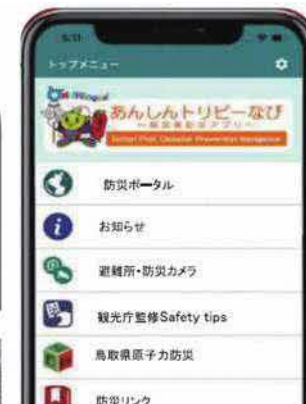 トップメニュー
あんしんトリピーなび
防災ポータル
お知らせ
避難所・防災カメラ
観光庁監修Safety tips
鳥取県原子力防災
防災リンク